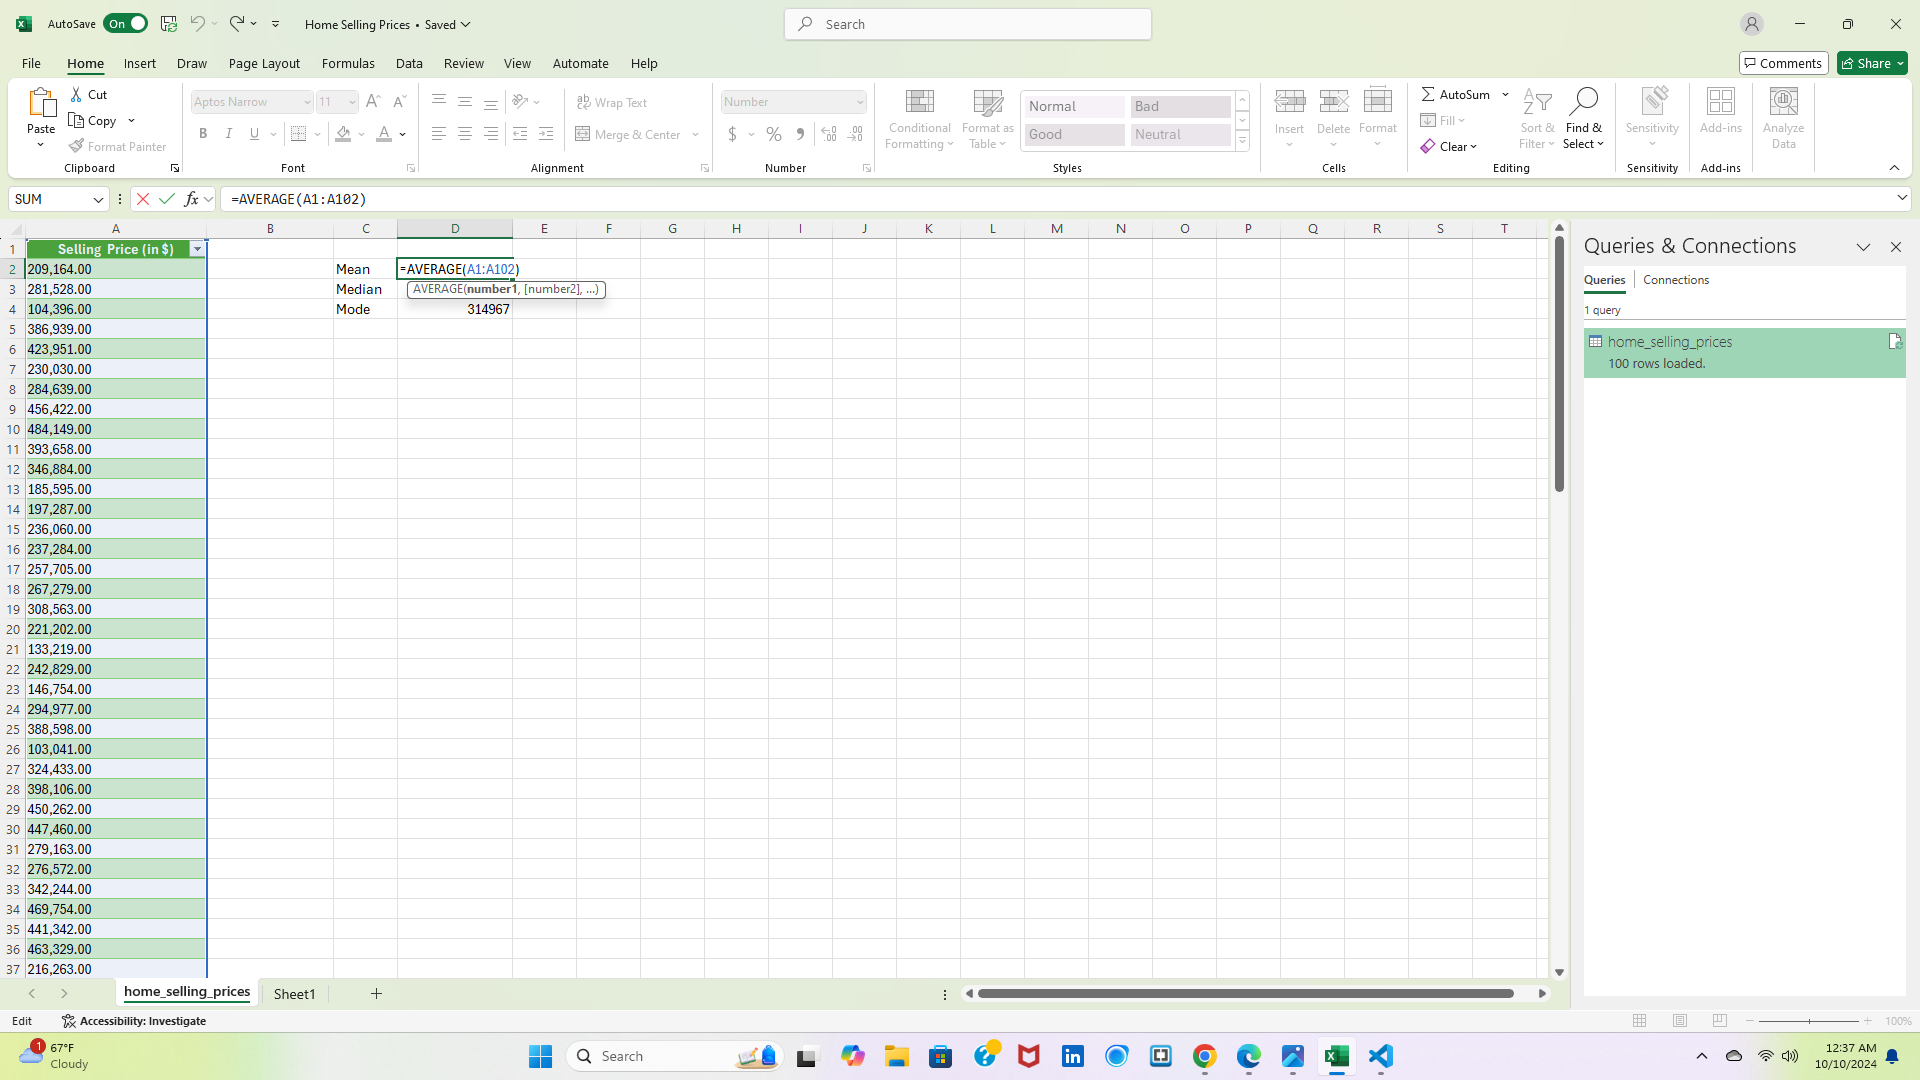 AutoSave On Home Selling Prices • Saved Search
File Home Insert Draw Page Layout Formulas Data Review View Automate Help Comments Share
Paste Cut Copy Format Painter Clipboard
Aptos Narrow 11 B I U A Font
Wrap Text Merge & Center Alignment
Number $ % Number
Conditional Formatting Format as Table Normal Bad Good Neutral Styles
Insert Delete Format Cells
AutoSum Fill Clear Sort & Filter Find & Select Editing
Sensitivity Sensitivity
Add-ins Add-ins
Analyze Data
SUM fx =AVERAGE(A1:A102)
A B C D E F G H I J K L M N O P Q R S T
1 Selling Price (in $)
2 209,164.00 Mean =AVERAGE(A1:A102)
3 281,528.00 Median AVERAGE(number1, [number2], ...)
4 104,396.00 Mode 314967
5 386,939.00
6 423,951.00
7 230,030.00
8 284,639.00
9 456,422.00
10 484,149.00
11 393,658.00
12 346,884.00
13 185,595.00
14 197,287.00
15 236,060.00
16 237,284.00
17 257,705.00
18 267,279.00
19 308,563.00
20 221,202.00
21 133,219.00
22 242,829.00
23 146,754.00
24 294,977.00
25 388,598.00
26 103,041.00
27 324,433.00
28 398,106.00
29 450,262.00
30 447,460.00
31 279,163.00
32 276,572.00
33 342,244.00
34 469,754.00
35 441,342.00
36 463,329.00
37 216,263.00
Queries & Connections
Queries Connections
1 query
home_selling_prices
100 rows loaded.
home_selling_prices Sheet1
Edit Accessibility: Investigate 100%
1 67°F
Cloudy
Search
12:37 AM
10/10/2024